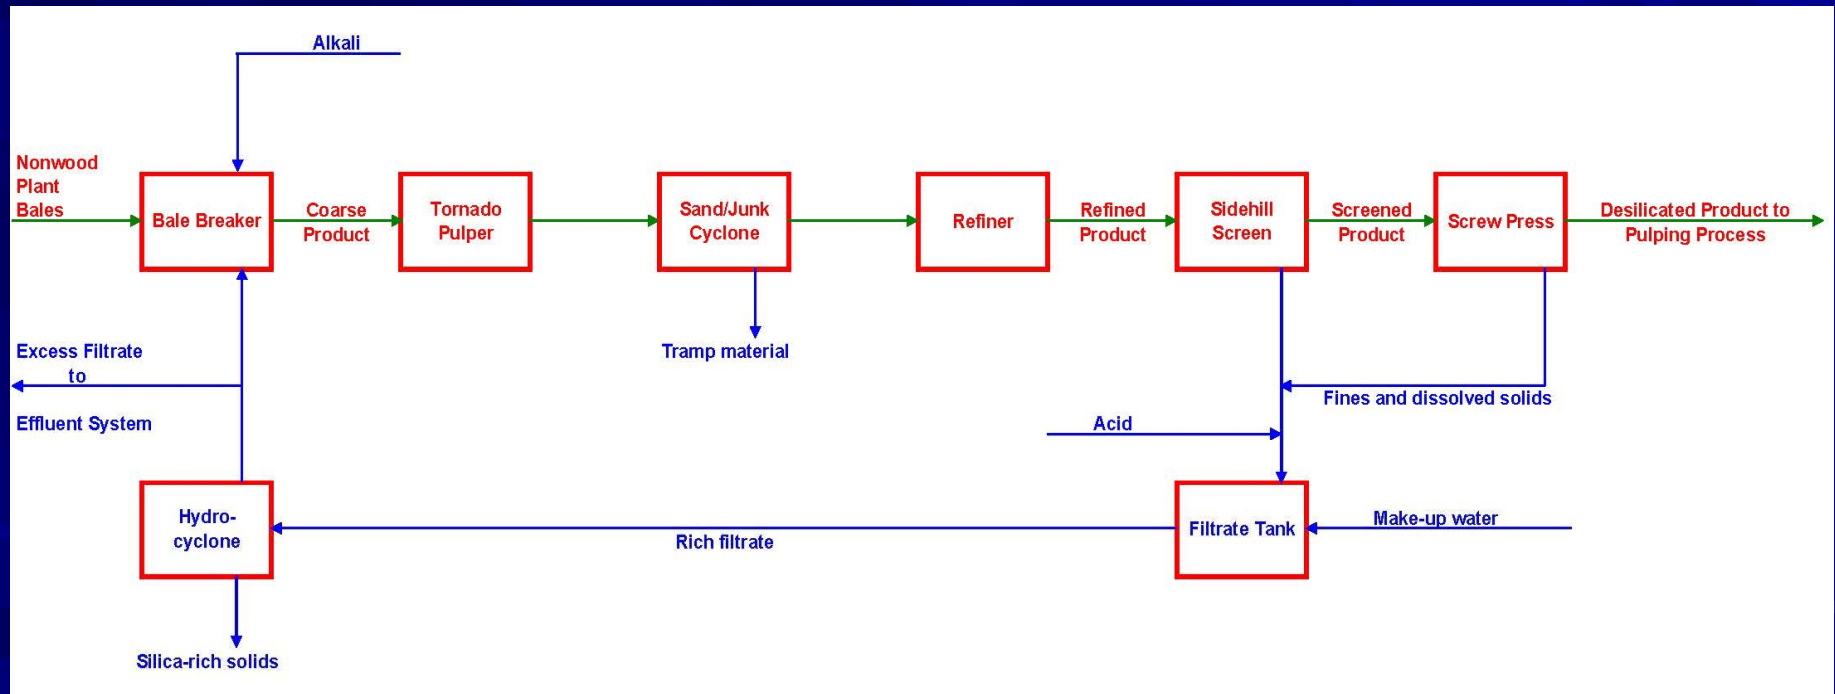 Alkali
Nonwood
Plant
Bales
Bale Breaker
Coarse
Product
Tornado
Pulper
Sand/Junk
Cyclone
Refiner
Refined
Product
Sidehill
Screen
Screened
Product
Screw Press
Desilicated Product to
Pulping Process
Tramp material
Excess Filtrate
to
Effluent System
Fines and dissolved solids
Acid
Hydro-
cyclone
Rich filtrate
Filtrate Tank
Make-up water
Silica-rich solids